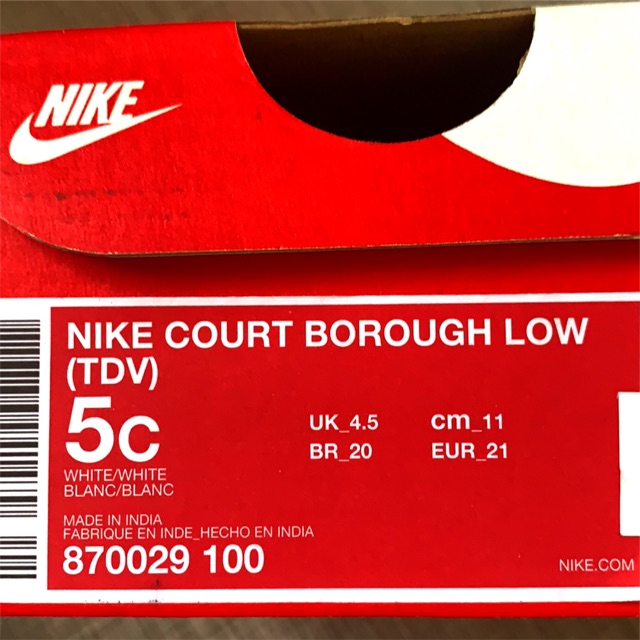 NIKE
NIKE COURT BOROUGH LOW
(TDV)
5C
UK_4.5 cm_11
BR_20 EUR_21
WHITE/WHITE
BLANC/BLANC
MADE IN INDIA
FABRIQUE EN INDE_HECHO EN INDIA
870029 100
NIKE.COM